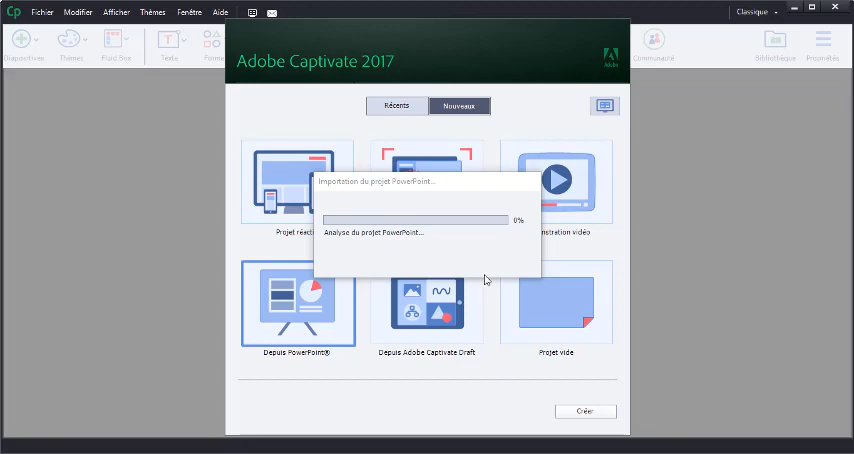 Cp Fichier Modifier Afficher Thèmes Fenêtre Aide Classique
Diapositives Thèmes Fluid Box Texte Forme Communauté Bibliothèque Propriétés
Adobe Captivate 2017
Adobe
Récents Nouveaux
Importation du projet PowerPoint...
0%
Analyse du projet PowerPoint...
Projet réacti nstration vidéo
Depuis PowerPoint® Depuis Adobe Captivate Draft Projet vide
Créer